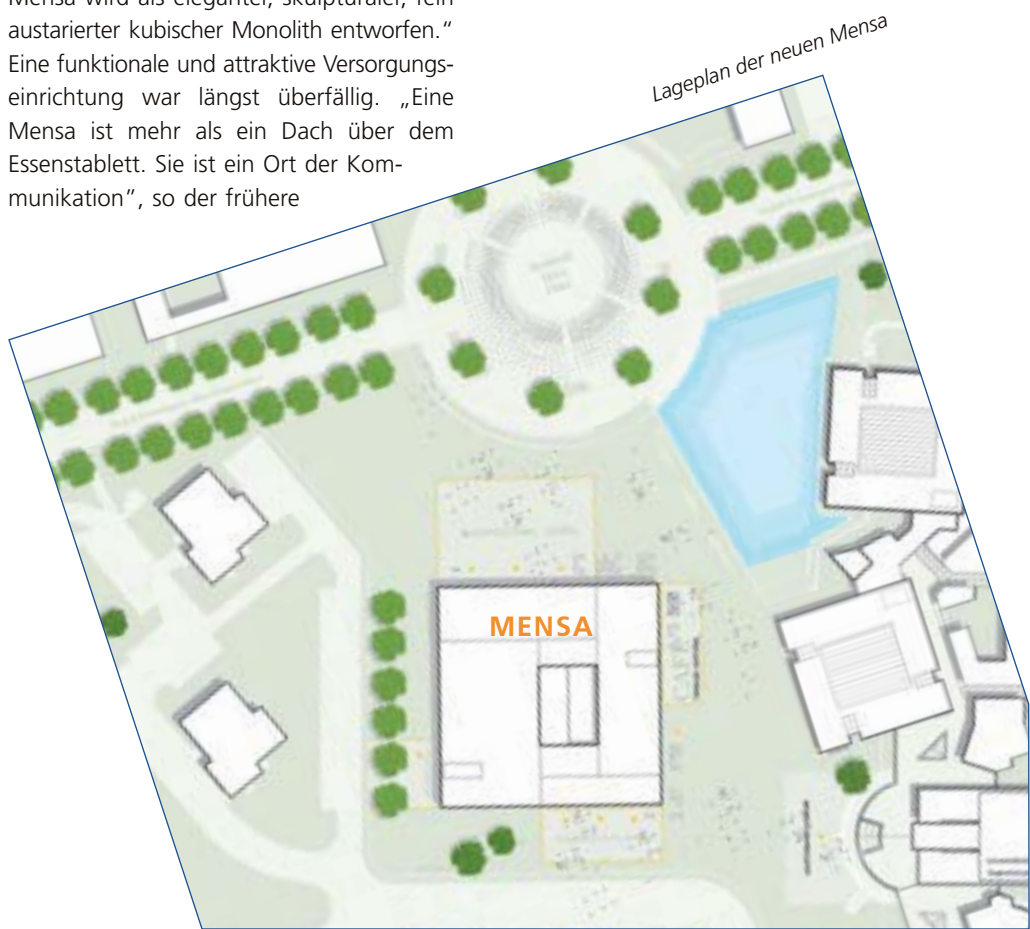 Mensa wird als eleganter, skulpturaler, fein
austarierter kubischer Monolith entworfen.“
Eine funktionale und attraktive Versorgungs-
einrichtung war längst überfällig. „Eine
Mensa ist mehr als ein Dach über dem
Essenstablett. Sie ist ein Ort der Kom-
munikation”, so der frühere
Lageplan der neuen Mensa
MENSA
CAFÉ